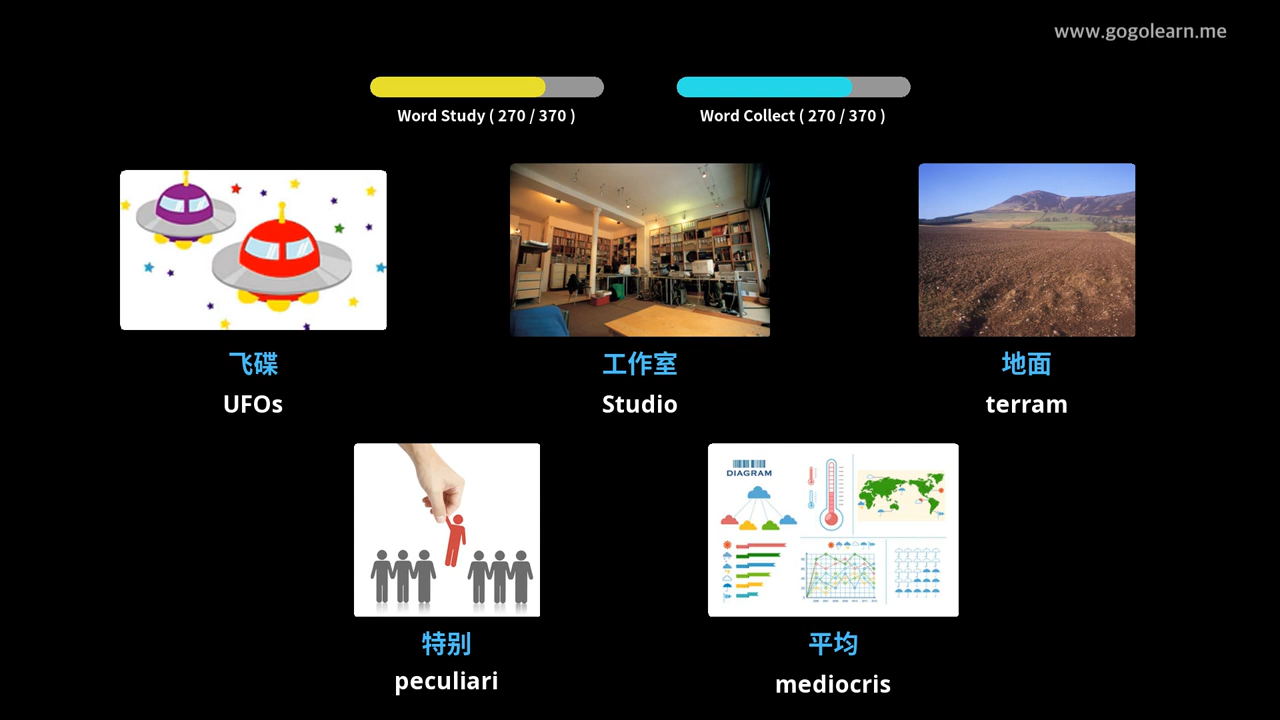 www.gogolearn.me
Word Study ( 270 / 370 )
Word Collect ( 270 / 370 )
飞碟
UFOs
工作室
Studio
地面
terram
DIAGRAM
特别
peculiari
平均
mediocris